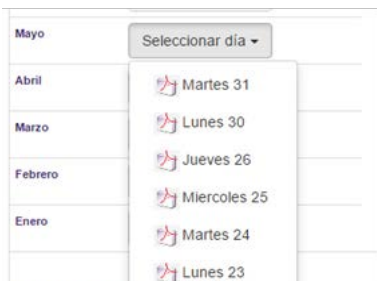 Mayo
Seleccionar día
Abril
Martes 31
Marzo
Lunes 30
Jueves 26
Febrero
Miercoles 25
Enero
Martes 24
Lunes 23